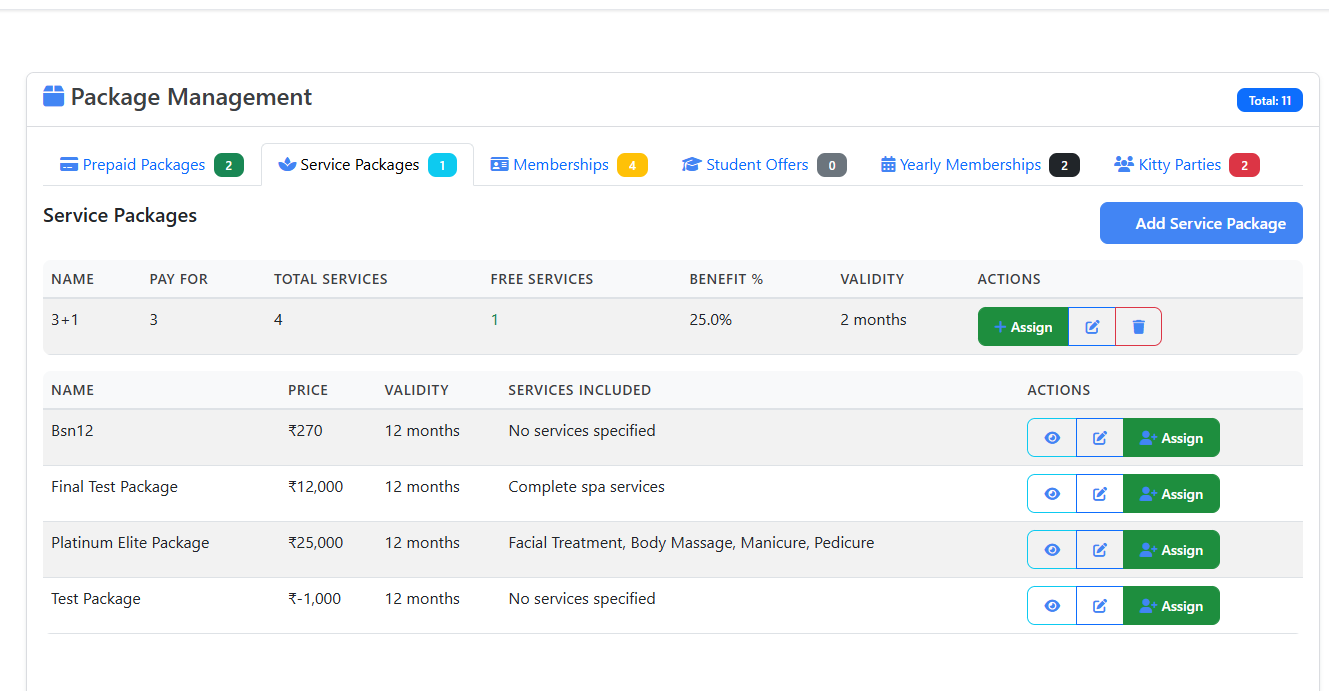 Package Management
Total: 11
Prepaid Packages 2 Service Packages 1 Memberships 4 Student Offers 0 Yearly Memberships 2 Kitty Parties 2
Service Packages
Add Service Package
NAME PAY FOR TOTAL SERVICES FREE SERVICES BENEFIT % VALIDITY ACTIONS
3+1 3 4 1 25.0% 2 months + Assign
NAME PRICE VALIDITY SERVICES INCLUDED ACTIONS
Bsn12 ₹270 12 months No services specified Assign
Final Test Package ₹12,000 12 months Complete spa services Assign
Platinum Elite Package ₹25,000 12 months Facial Treatment, Body Massage, Manicure, Pedicure Assign
Test Package ₹-1,000 12 months No services specified Assign